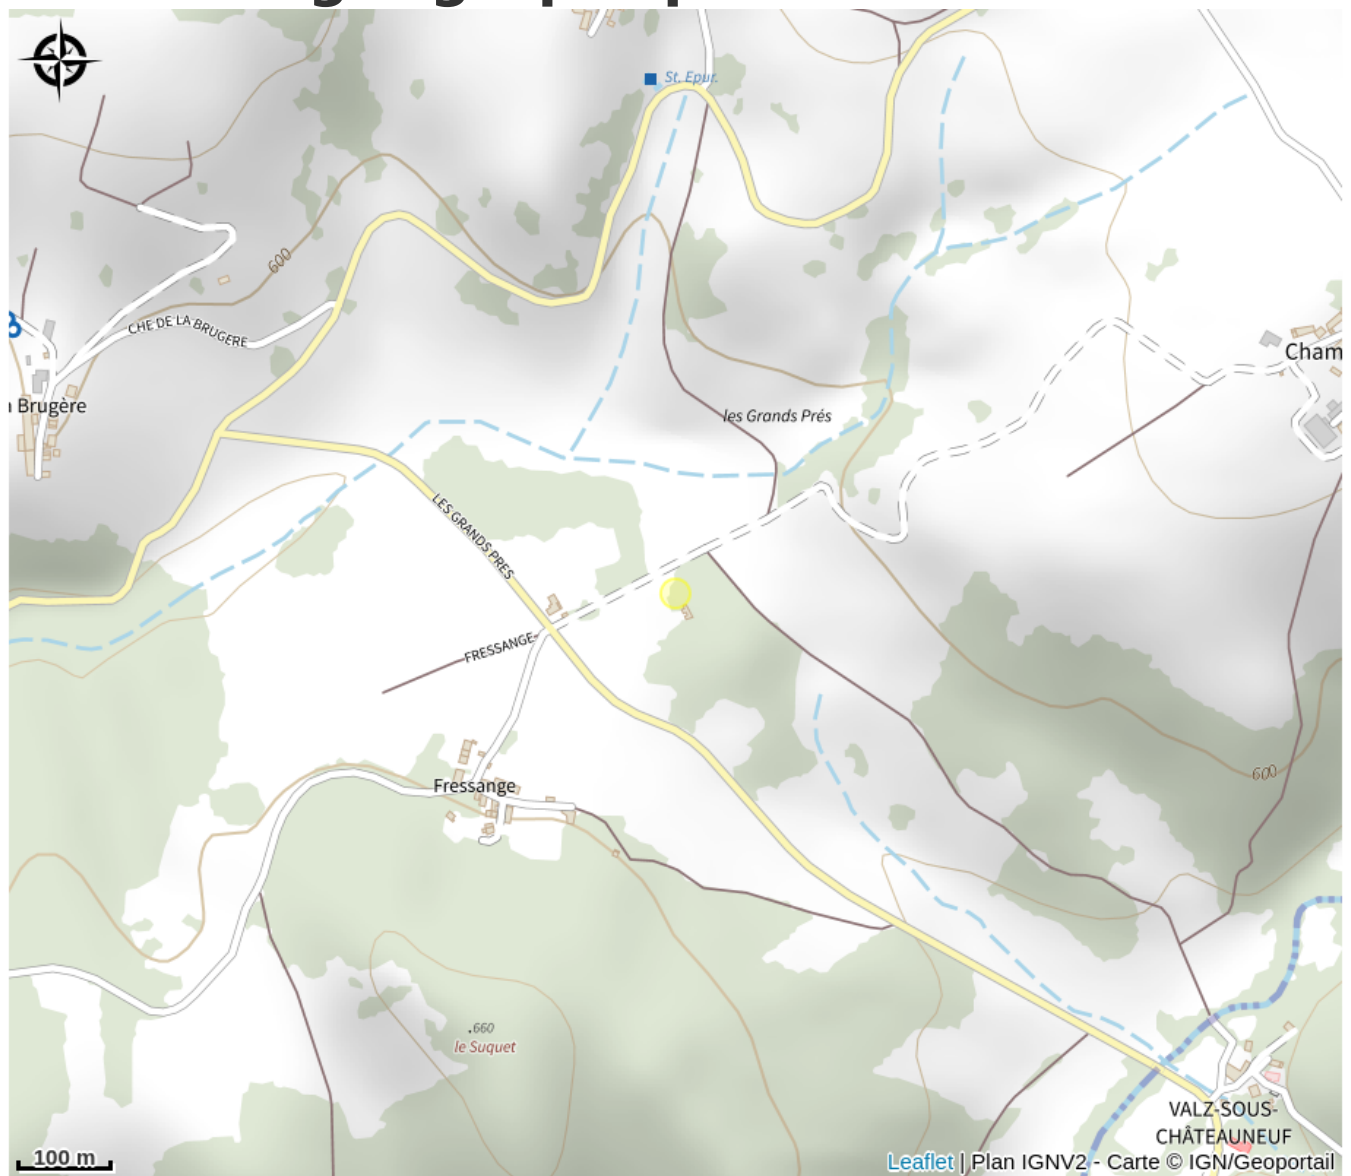 St. Epur.
600
CHE DE LA BRUGERE
Cham
Brugère
les Grands Prés
LES GRANDS PRES
FRESSANGE
Fressange
600
.660
le Suquet
VALZ-SOUS-
CHÂTEAUNEUF
100 m
Leaflet | Plan IGNV2 - Carte © IGN/Geoportail